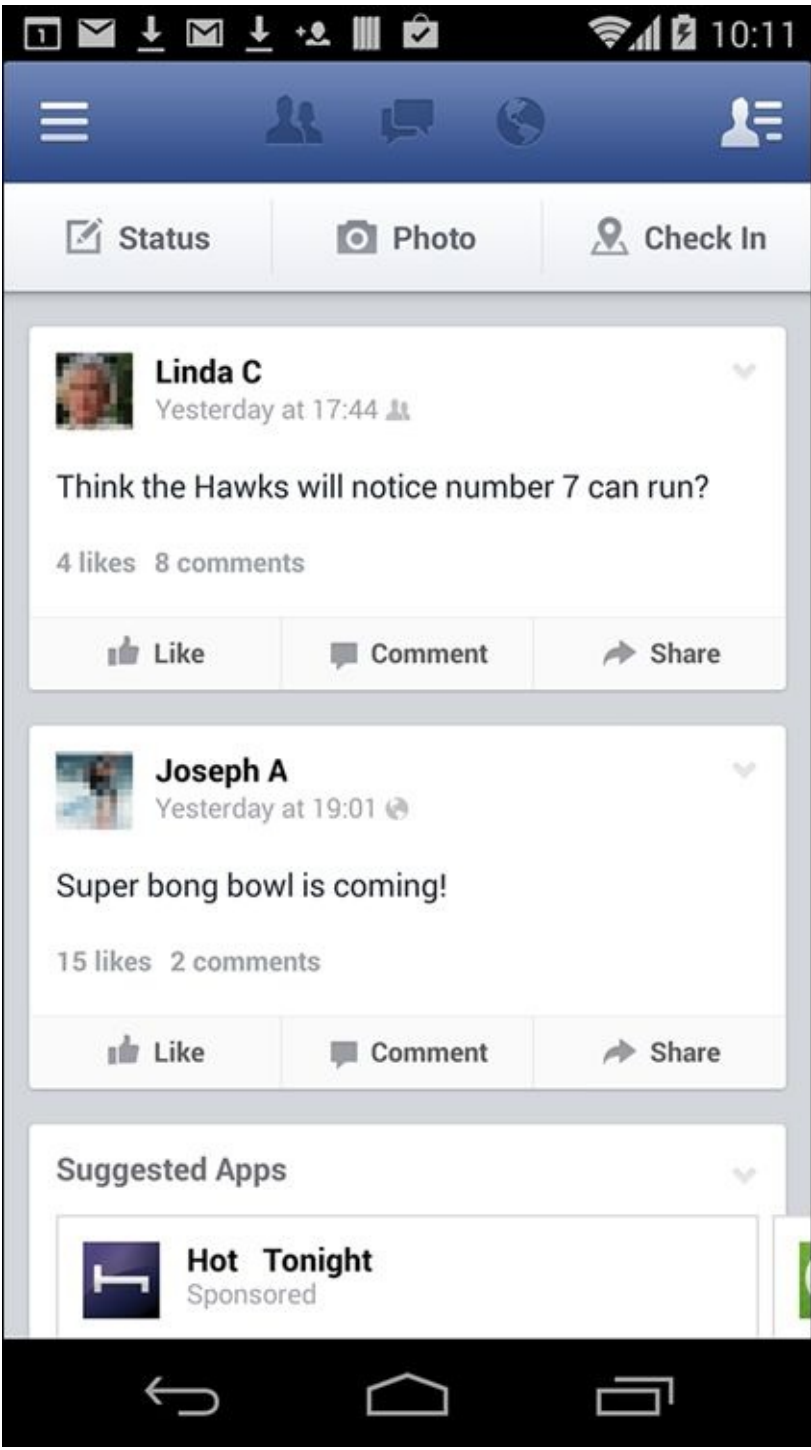 1 10:11
Status Photo Check In
Linda C
Yesterday at 17:44
Think the Hawks will notice number 7 can run?
4 likes 8 comments
Like Comment Share
Joseph A
Yesterday at 19:01
Super bong bowl is coming!
15 likes 2 comments
Like Comment Share
Suggested Apps
Hot Tonight
Sponsored